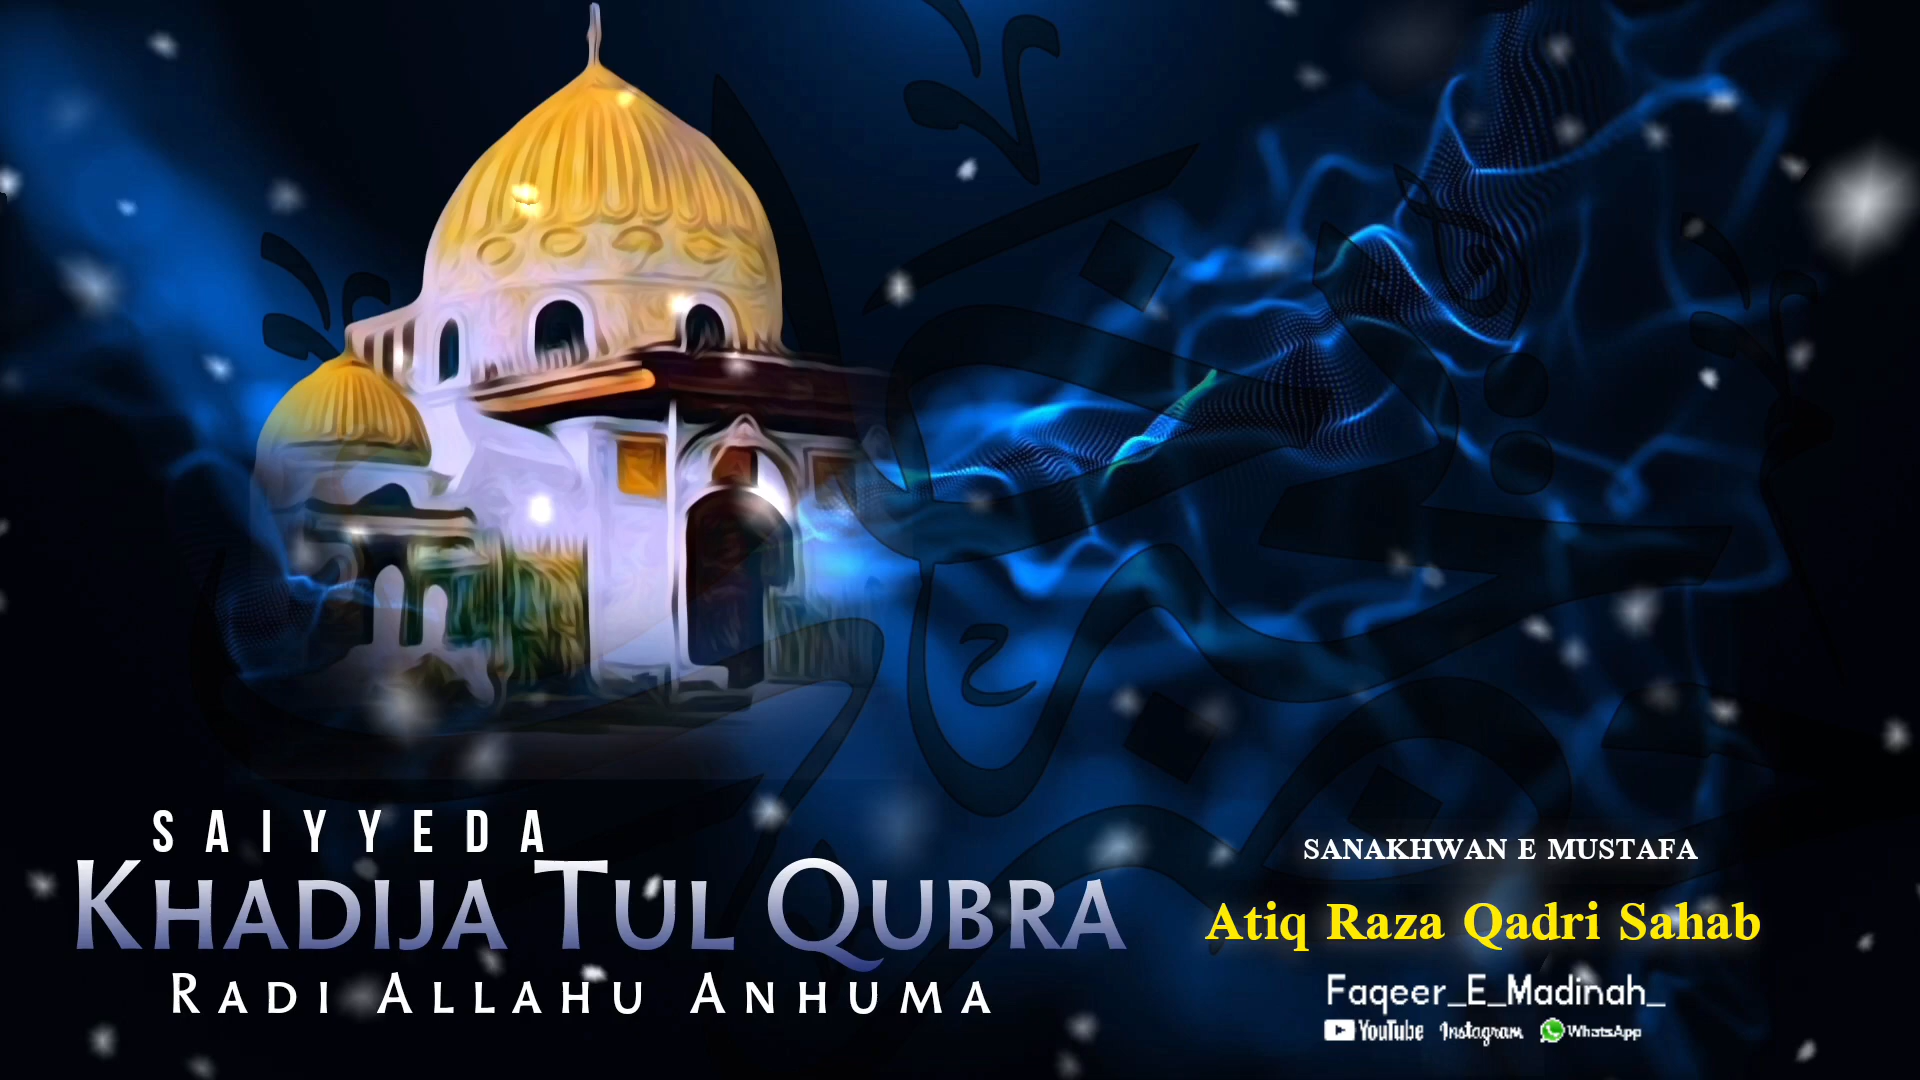 SAIYYEDA
KHADIJA TUL QUBRA
RADI ALLAHU ANHUMA
SANAKHWAN E MUSTAFA
Atiq Raza Qadri Sahab
Faqeer_E_Madinah_
YouTube Instagram WhatsApp